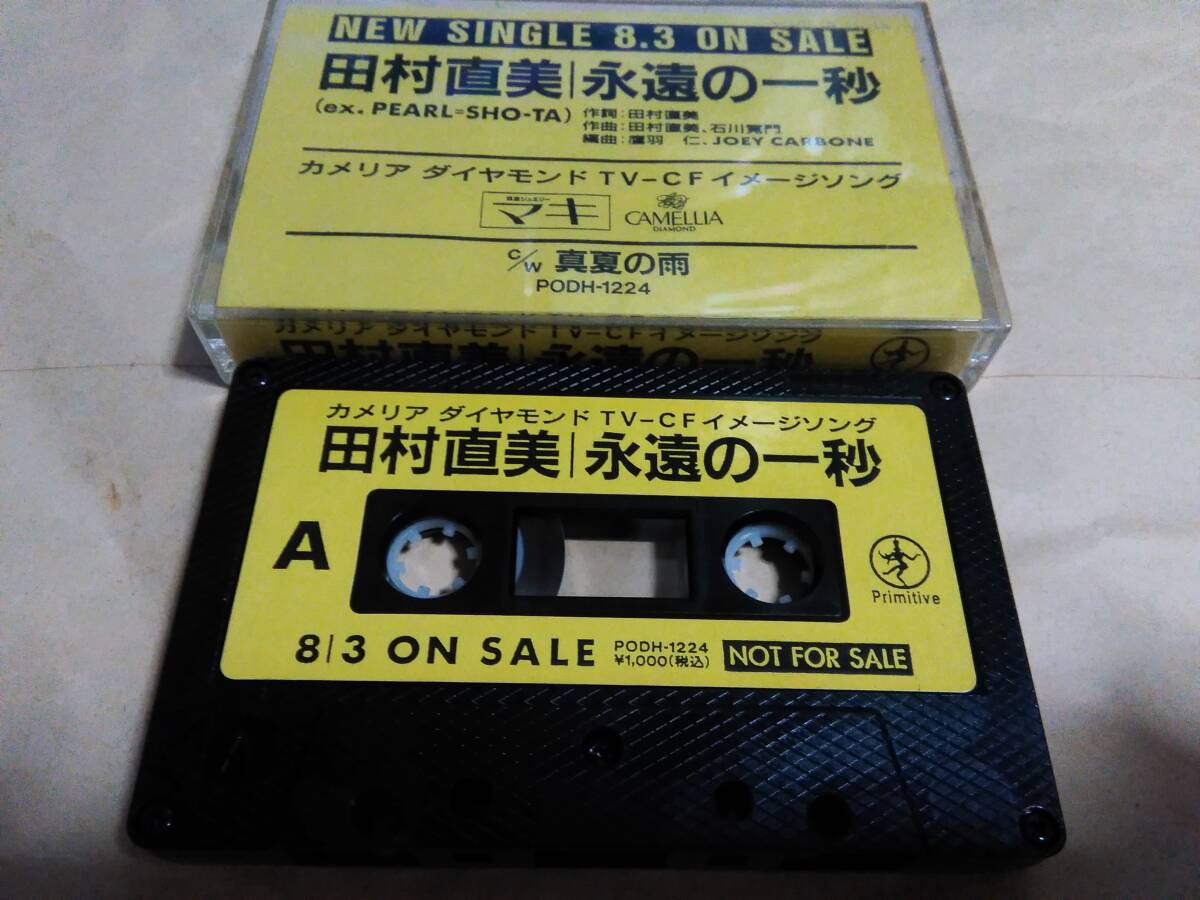 NEW SINGLE 8.3 ON SALE
田村直美|永遠の一秒
(ex. PEARL=SHO-TA)
作詞:田村直美
作曲:田村直美、石川寛門
編曲:鷹羽 仁、JOEY CARBONE
カメリア ダイヤモンド TV-CFイメージソング
マキ
CAMELLIA
DIAMOND
c/w 真夏の雨
PODH-1224
カメリア ダイヤモンド TV-CFイメージソング
田村直美|永遠の一秒
カメリア ダイヤモンド TV-CFイメージソング
田村直美|永遠の一秒
A
Primitive
8|3 ON SALE
PODH-1224
¥1,000(税込)
NOT FOR SALE